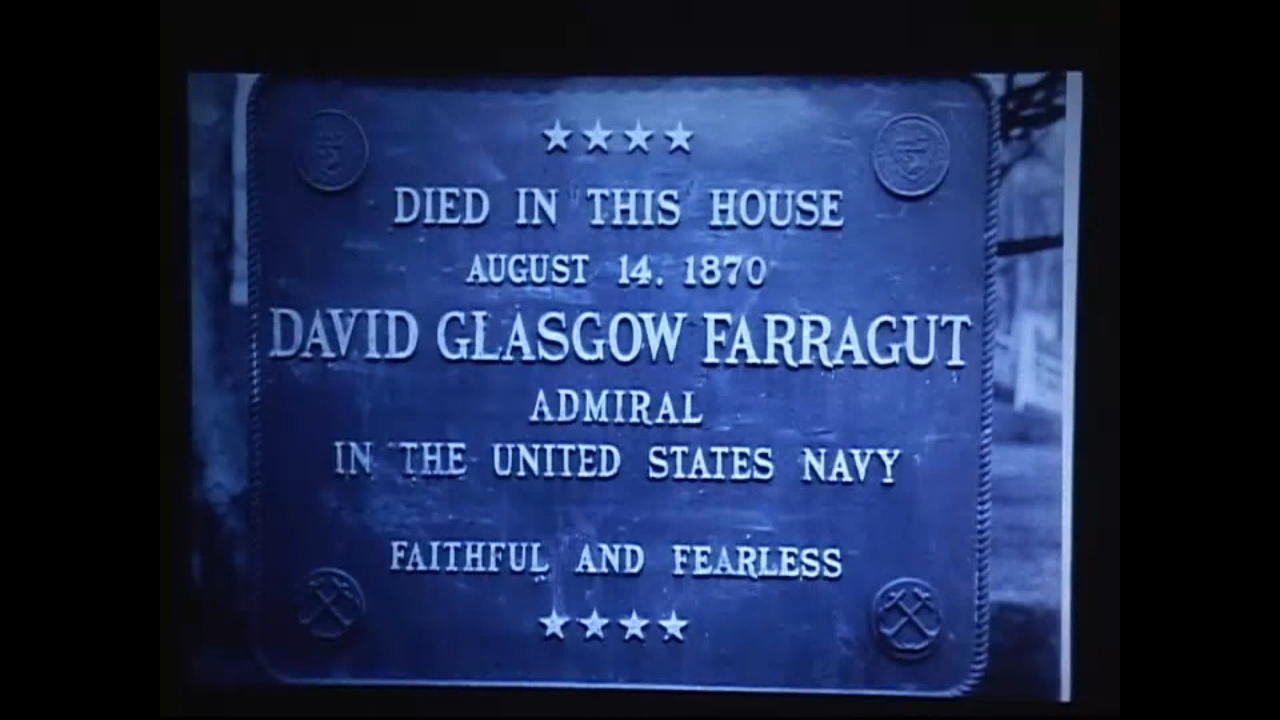 DIED IN THIS HOUSE
AUGUST 14, 1870
DAVID GLASGOW FARRAGUT
ADMIRAL
IN THE UNITED STATES NAVY
FAITHFUL AND FEARLESS